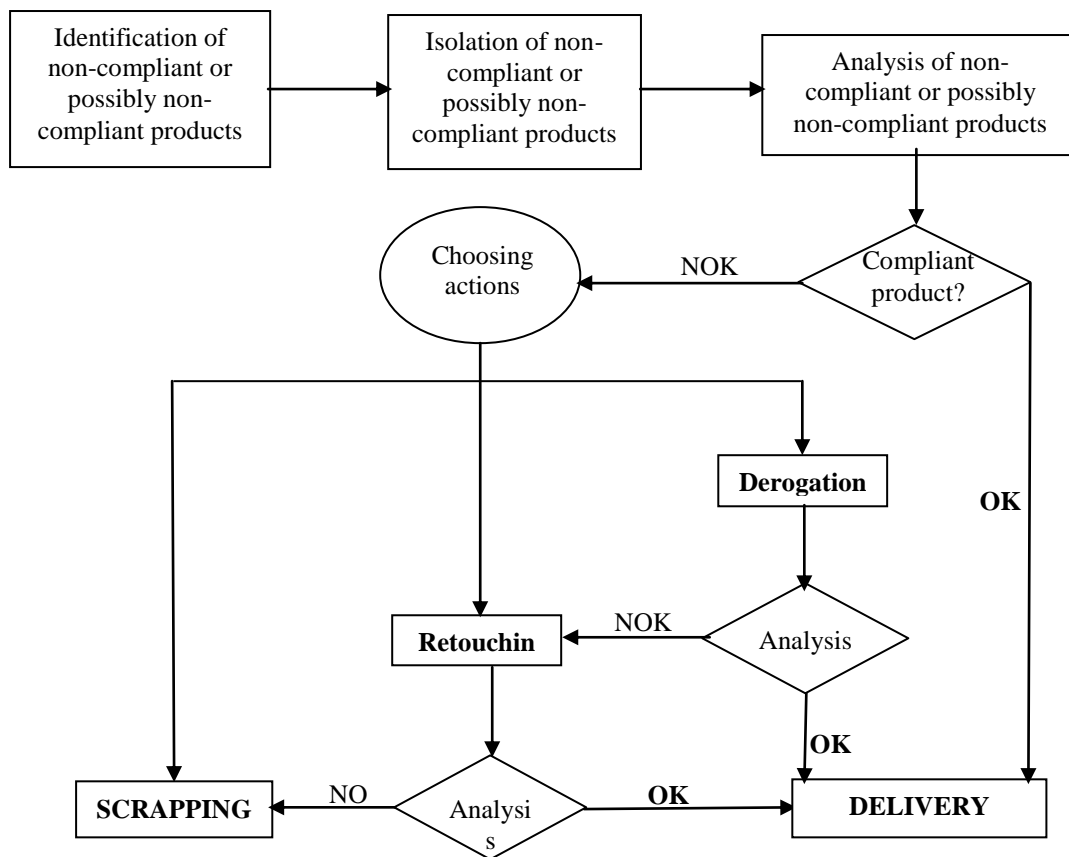 Identification of
non-compliant or
possibly non-
compliant products
Isolation of non-
compliant or
possibly non-
compliant products
Analysis of non-
compliant or possibly
non-compliant products
Choosing
actions
NOK
Compliant
product?
Derogation
OK
Retouchin
NOK
Analysis
OK
SCRAPPING
NO
Analysi
s
OK
DELIVERY